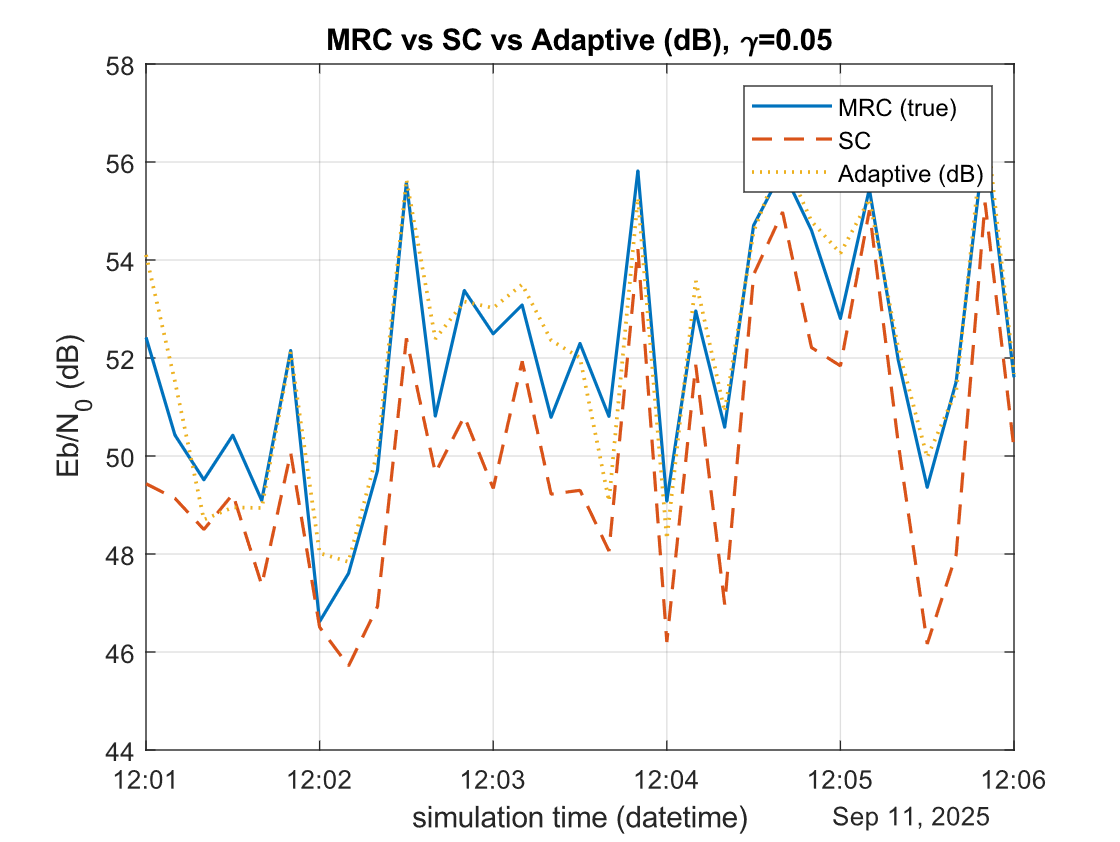 MRC vs SC vs Adaptive (dB), γ=0.05
58
56
54
52
50
48
46
44
Eb/N0 (dB)
MRC (true)
SC
Adaptive (dB)
12:01 12:02 12:03 12:04 12:05 12:06
simulation time (datetime)
Sep 11, 2025